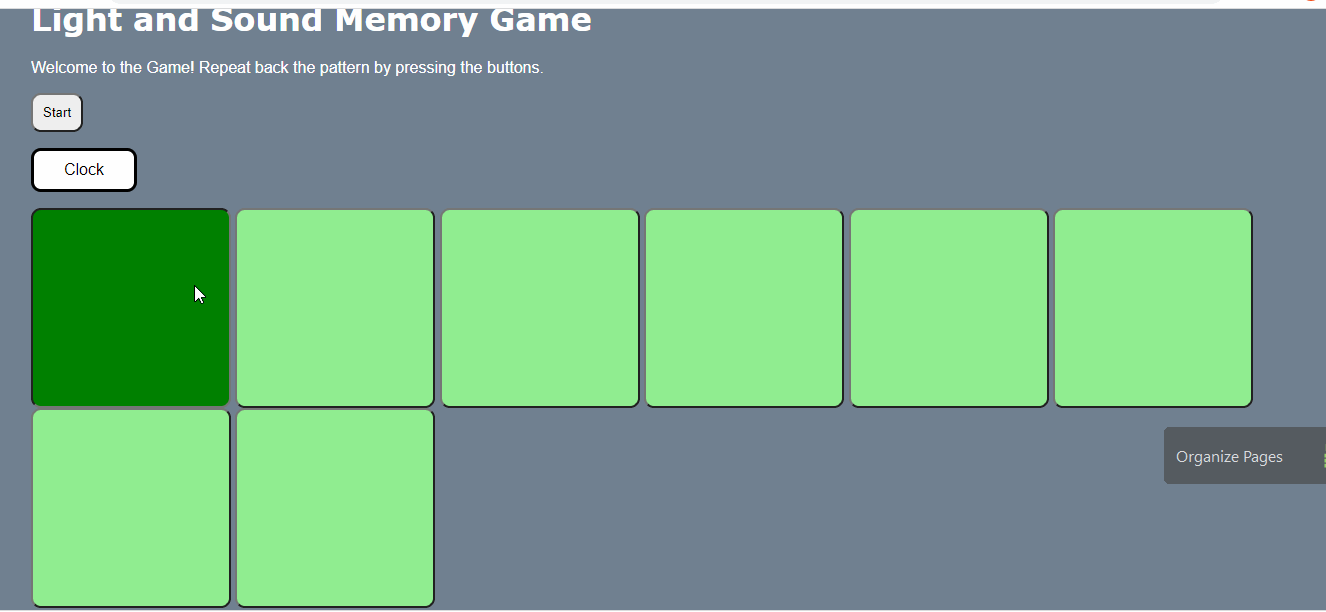 Light and Sound Memory Game
Welcome to the Game! Repeat back the pattern by pressing the buttons.
Start
Clock
Organize Pages